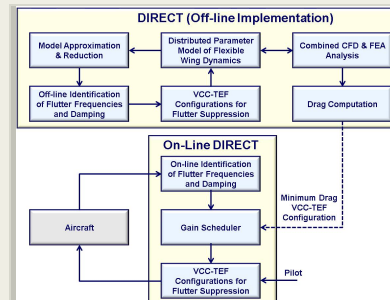 DIRECT (Off-line Implementation)
Model Approximation
& Reduction
Distributed Parameter
Model of Flexible
Wing Dynamics
Combined CFD & FEA
Analysis
Off-line Identification
of Flutter Frequencies
and Damping
VCC-TEF
Configurations for
Flutter Suppression
Drag Computation
On-Line DIRECT
On-line Identification
of Flutter Frequencies
and Damping
Minimum Drag
VCC-TEF
Configuration
Aircraft
Gain Scheduler
VCC-TEF
Configurations for
Flutter Suppression
Pilot